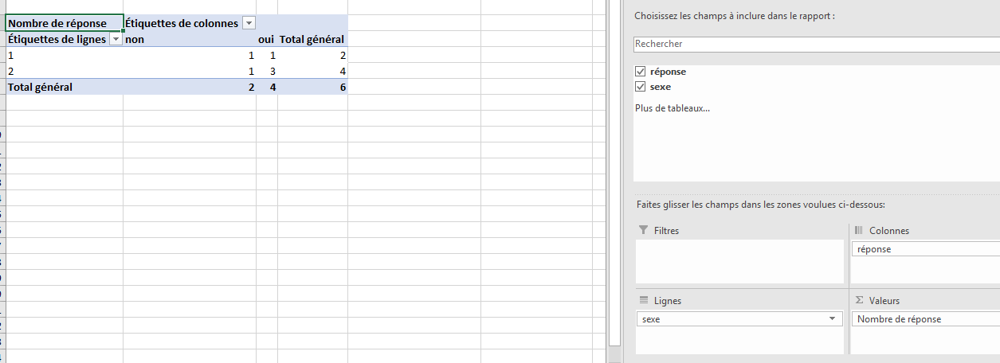 Nombre de réponse Étiquettes de colonnes
Étiquettes de lignes non oui Total général
1 1 1 2
2 1 3 4
Total général 2 4 6
Choisissez les champs à inclure dans le rapport :
Rechercher
réponse
sexe
Plus de tableaux...
Faites glisser les champs dans les zones voulues ci-dessous:
Filtres
Colonnes
réponse
Lignes
Σ Valeurs
sexe
Nombre de réponse